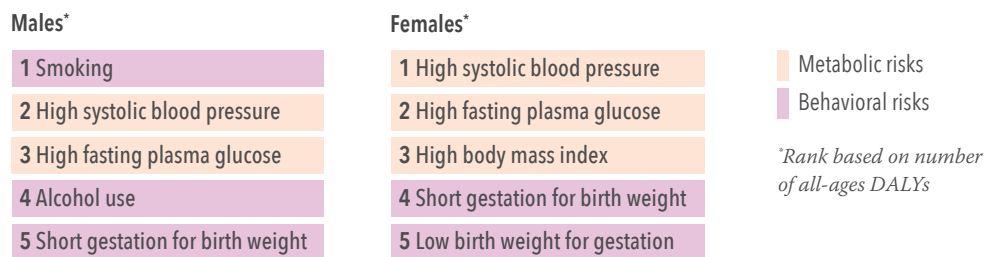 Males*
1 Smoking
2 High systolic blood pressure
3 High fasting plasma glucose
4 Alcohol use
5 Short gestation for birth weight
Females*
1 High systolic blood pressure
2 High fasting plasma glucose
3 High body mass index
4 Short gestation for birth weight
5 Low birth weight for gestation
Metabolic risks
Behavioral risks
*Rank based on number
of all-ages DALYs